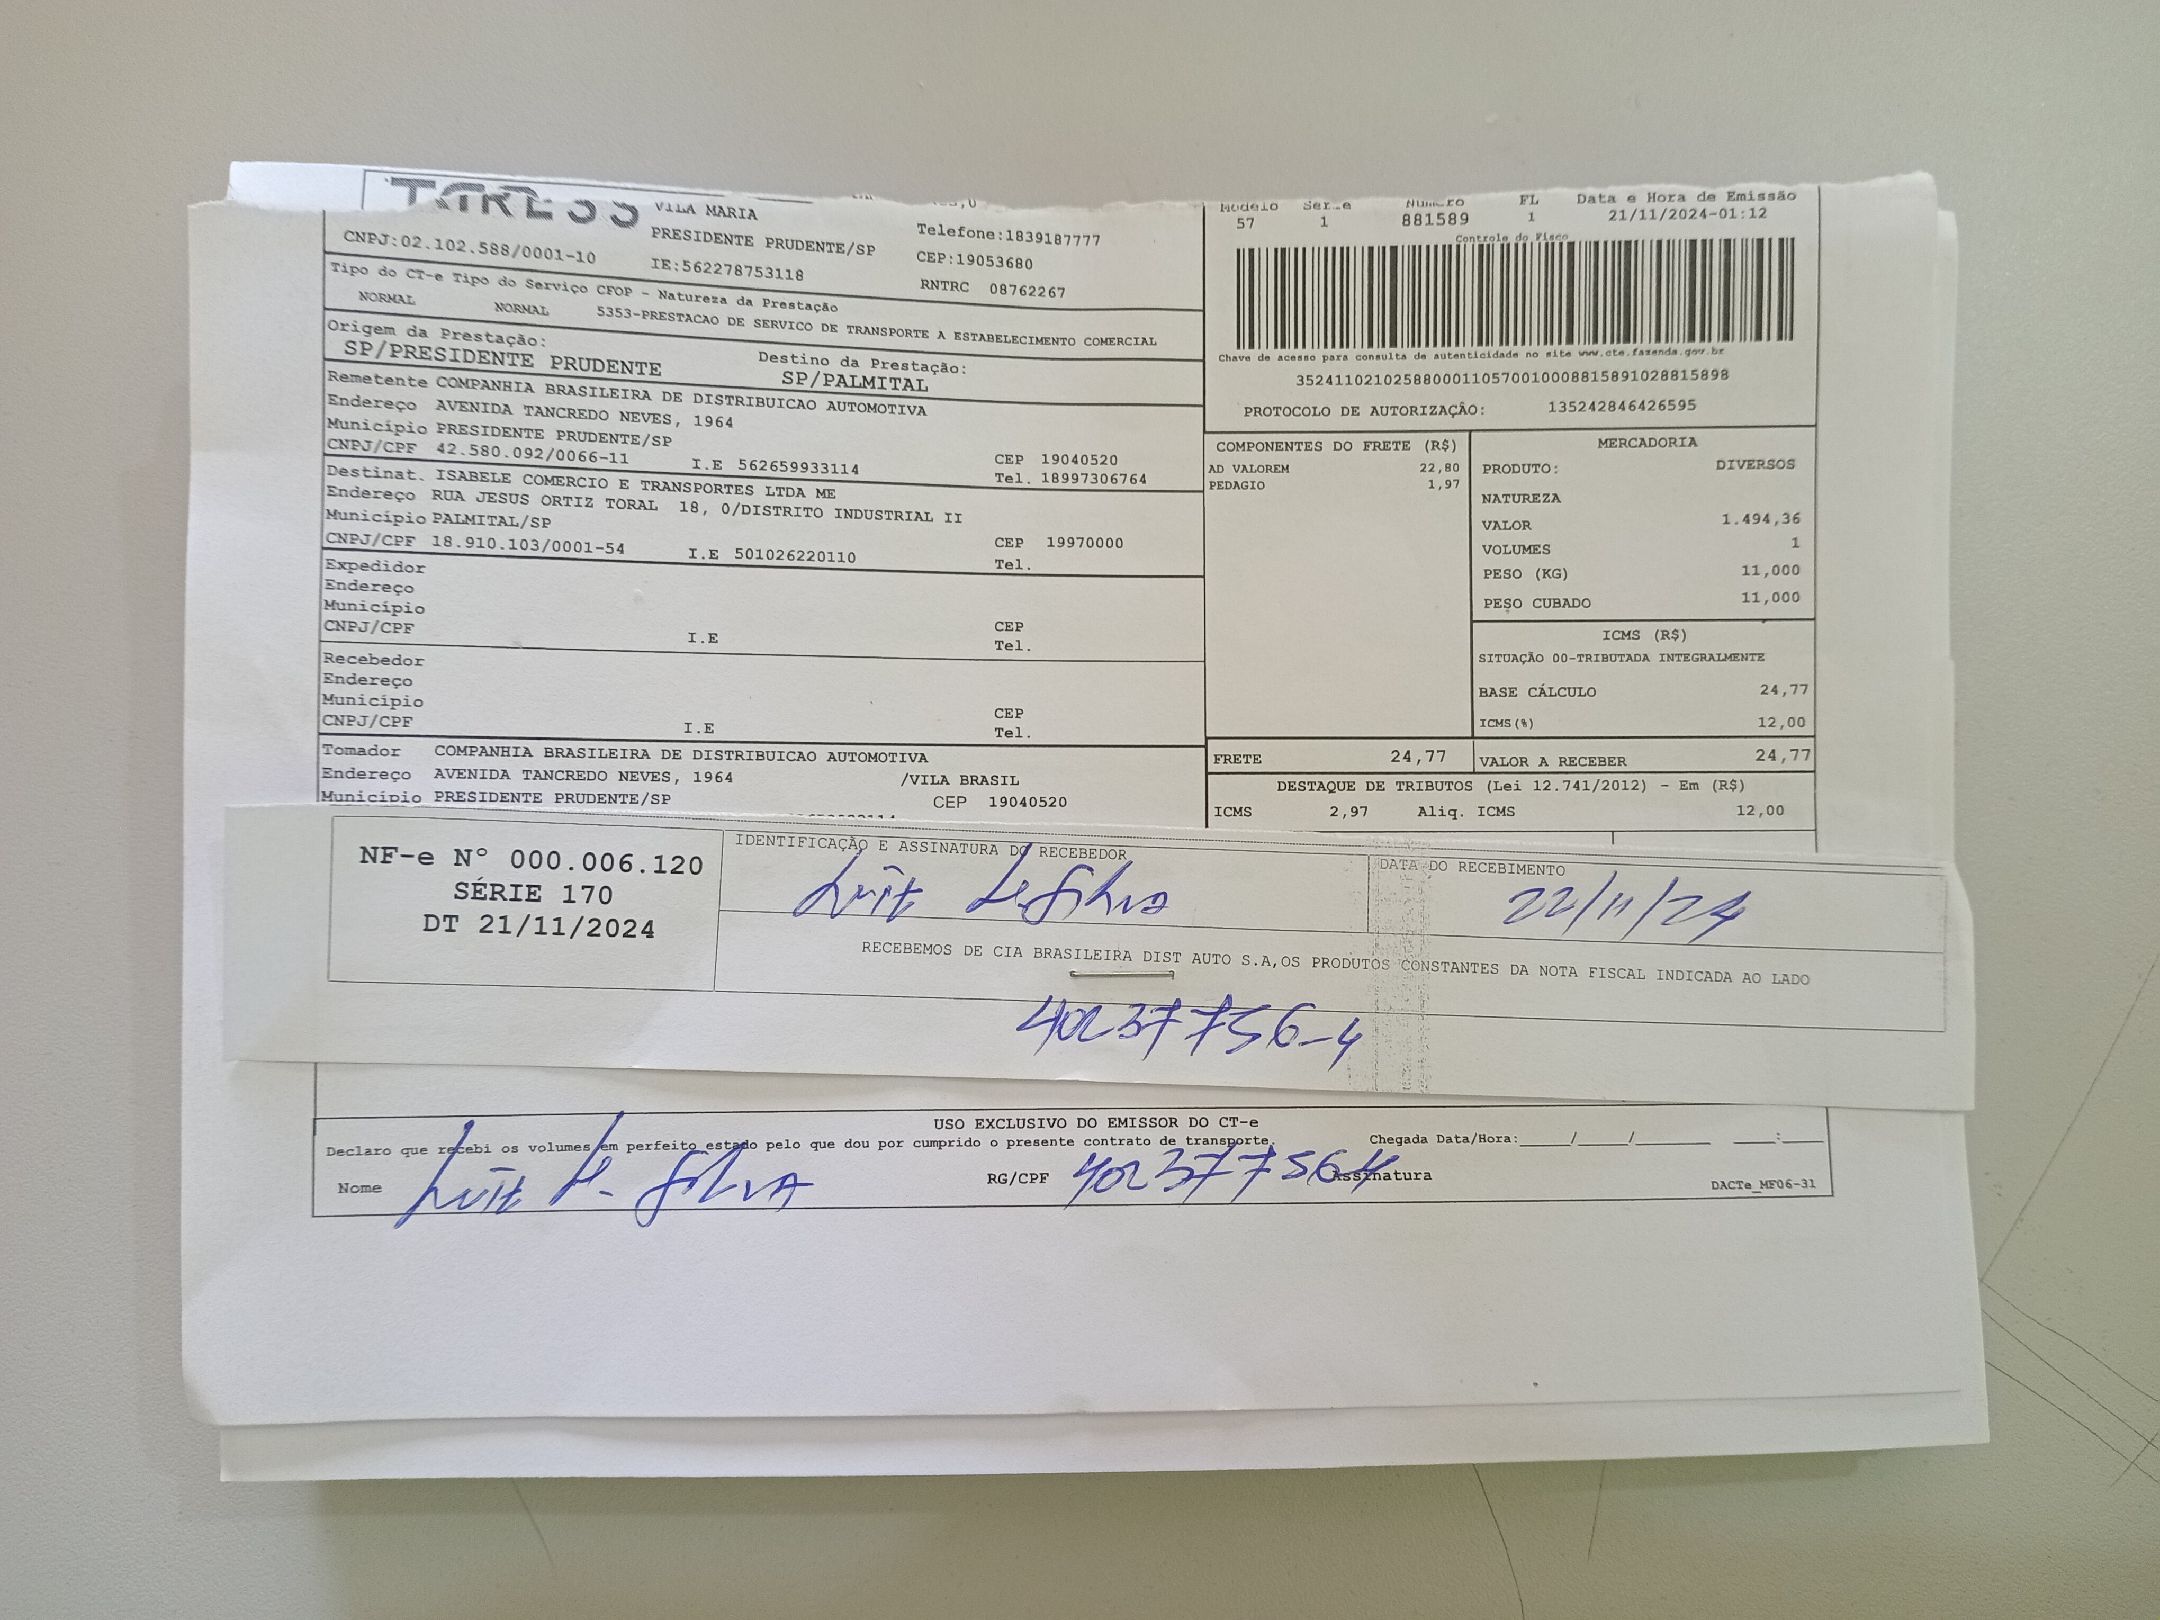 VILA MARIA
PRESIDENTE PRUDENTE/SP
Telefone:1839187777
CNPJ:02.102.588/0001-10
IE:562278753118
CEP:19053680
RNTRC 08762267
Modelo Serie Número FL Data e Hora de Emissão
57 1 881589 1 21/11/2024-01:12
Controle do Fisco
Chave de acesso para consulta de autenticidade no site www.cte.fazenda.gov.br
35241102102588000110570010008815891028815898
PROTOCOLO DE AUTORIZAÇÃO: 135242846426595
Tipo do CT-e Tipo do Serviço CFOP - Natureza da Prestação
NORMAL NORMAL 5353-PRESTACAO DE SERVICO DE TRANSPORTE A ESTABELECIMENTO COMERCIAL
Origem da Prestação: Destino da Prestação:
SP/PRESIDENTE PRUDENTE SP/PALMITAL
Remetente COMPANHIA BRASILEIRA DE DISTRIBUICAO AUTOMOTIVA
Endereço AVENIDA TANCREDO NEVES, 1964
Município PRESIDENTE PRUDENTE/SP CEP 19040520
CNPJ/CPF 42.580.092/0066-11 I.E 562659933114 Tel. 18997306764
Destinat. ISABELE COMERCIO E TRANSPORTES LTDA ME
Endereço RUA JESUS ORTIZ TORAL 18, 0/DISTRITO INDUSTRIAL II
Município PALMITAL/SP CEP 19970000
CNPJ/CPF 18.910.103/0001-54 I.E 501026220110 Tel.
Expedidor
Endereço
Município CEP
CNPJ/CPF I.E Tel.
Recebedor
Endereço
Município CEP
CNPJ/CPF I.E Tel.
Tomador COMPANHIA BRASILEIRA DE DISTRIBUICAO AUTOMOTIVA
Endereço AVENIDA TANCREDO NEVES, 1964 /VILA BRASIL
Município PRESIDENTE PRUDENTE/SP CEP 19040520
COMPONENTES DO FRETE (R$)
AD VALOREM 22,80
PEDAGIO 1,97
MERCADORIA
PRODUTO: DIVERSOS
NATUREZA
VALOR 1.494,36
VOLUMES 1
PESO (KG) 11,000
PESO CUBADO 11,000
ICMS (R$)
SITUAÇÃO 00-TRIBUTADA INTEGRALMENTE
BASE CÁLCULO 24,77
ICMS(%) 12,00
FRETE 24,77 VALOR A RECEBER 24,77
DESTAQUE DE TRIBUTOS (Lei 12.741/2012) - Em (R$)
ICMS 2,97 Aliq. ICMS 12,00
NF-e Nº 000.006.120
SÉRIE 170
DT 21/11/2024
IDENTIFICAÇÃO E ASSINATURA DO RECEBEDOR
DATA DO RECEBIMENTO
22/11/24
RECEBEMOS DE CIA BRASILEIRA DIST AUTO S.A,OS PRODUTOS CONSTANTES DA NOTA FISCAL INDICADA AO LADO
40237756-4
USO EXCLUSIVO DO EMISSOR DO CT-e
Declaro que recebi os volumes em perfeito estado pelo que dou por cumprido o presente contrato de transporte. Chegada Data/Hora:____/____/______ ____:____
Nome Luiz H. Silva RG/CPF 402377564 Assinatura
DACTe_MF06-31